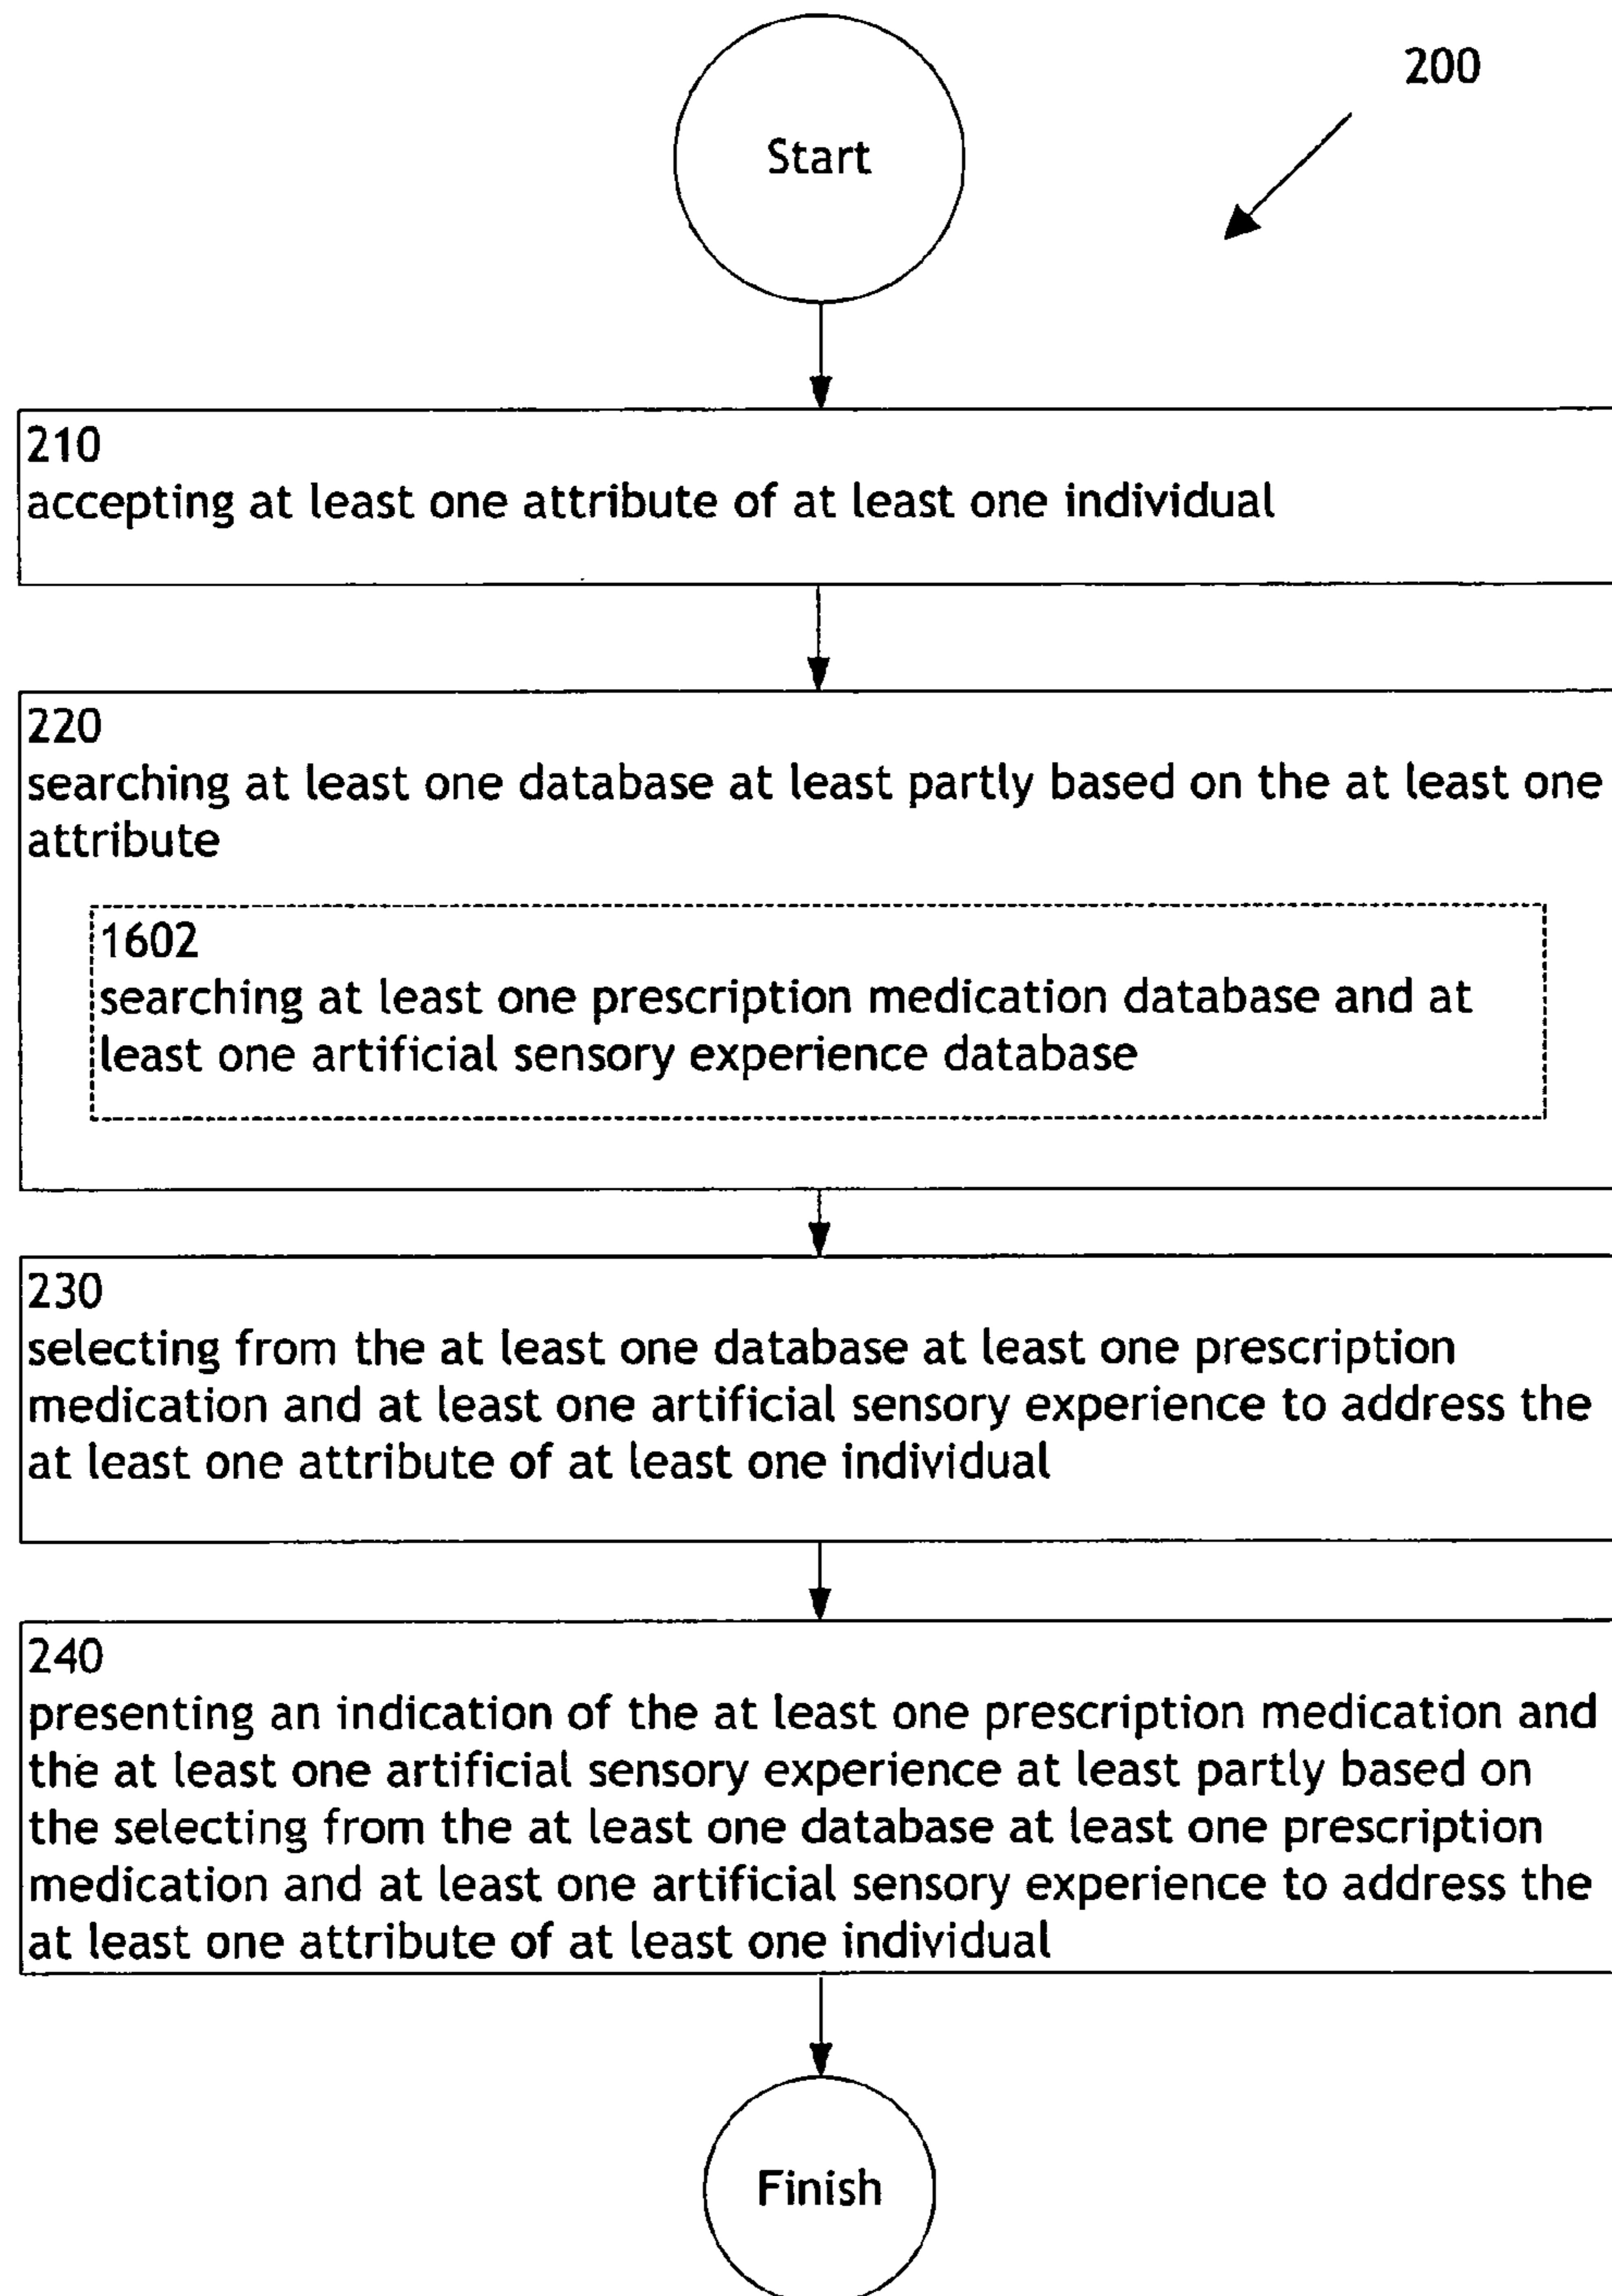 200
Start
210
accepting at least one attribute of at least one individual
220
searching at least one database at least partly based on the at least one
attribute
1602
searching at least one prescription medication database and at
least one artificial sensory experience database
230
selecting from the at least one database at least one prescription
medication and at least one artificial sensory experience to address the
at least one attribute of at least one individual
240
presenting an indication of the at least one prescription medication and
the at least one artificial sensory experience at least partly based on
the selecting from the at least one database at least one prescription
medication and at least one artificial sensory experience to address the
at least one attribute of at least one individual
Finish